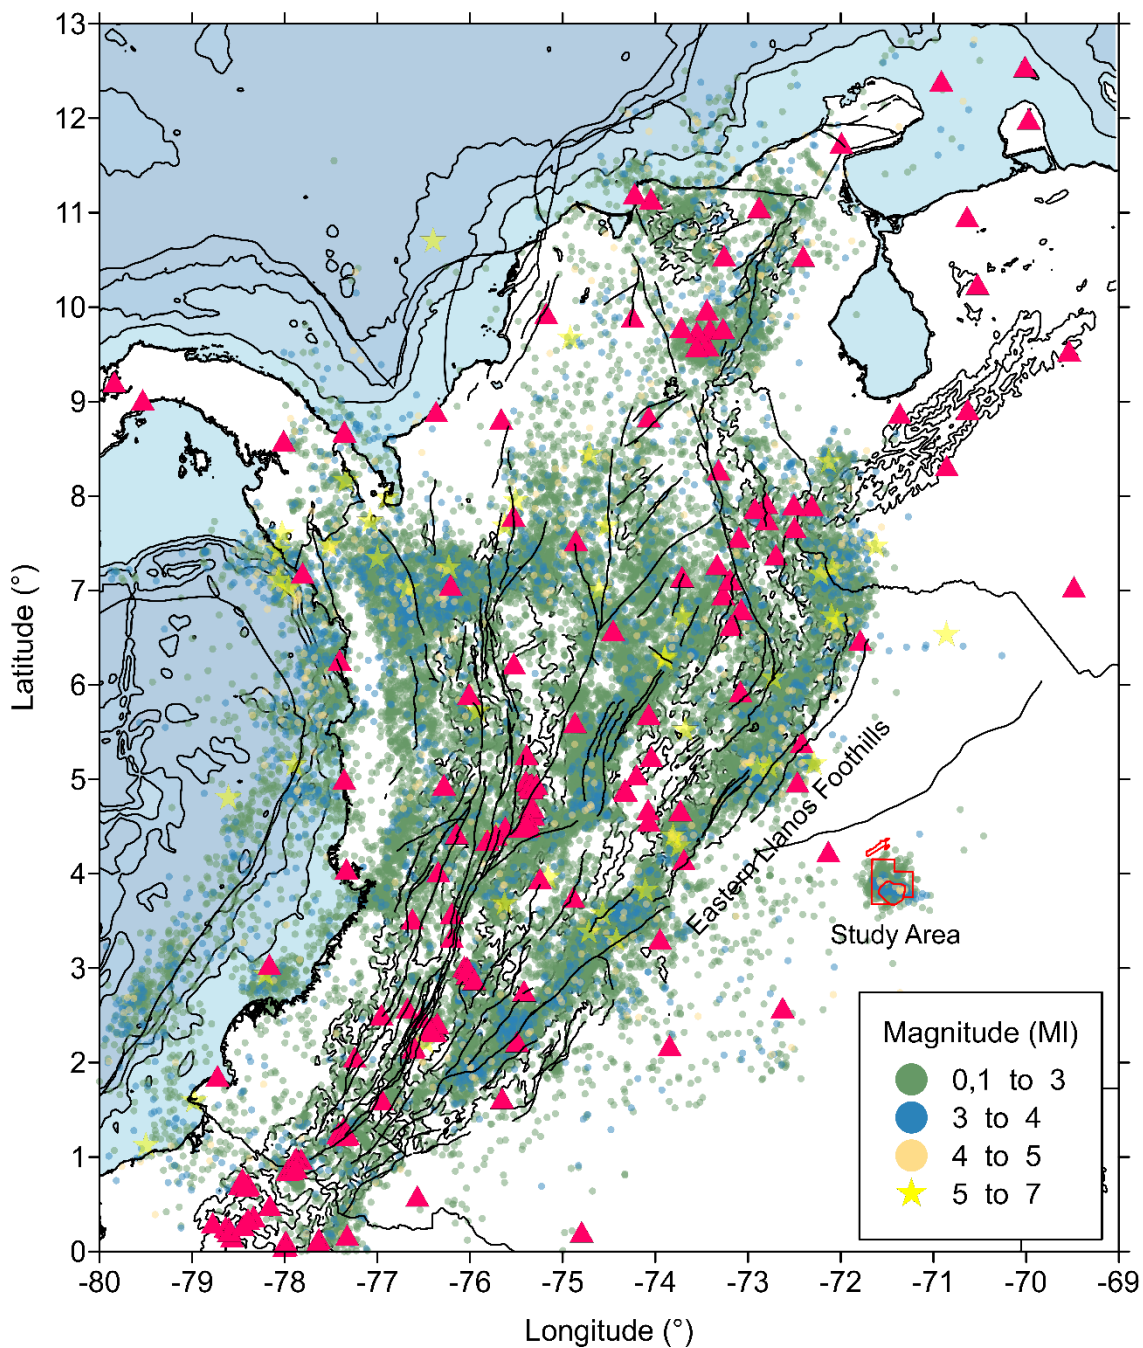 13
12
11
10
9
8
7
6
5
4
3
2
1
0
Latitude (°)
-80 -79 -78 -77 -76 -75 -74 -73 -72 -71 -70 -69
Longitude (°)
Eastern Llanos Foothills
Study Area
Magnitude (Ml)
0,1 to 3
3 to 4
4 to 5
5 to 7